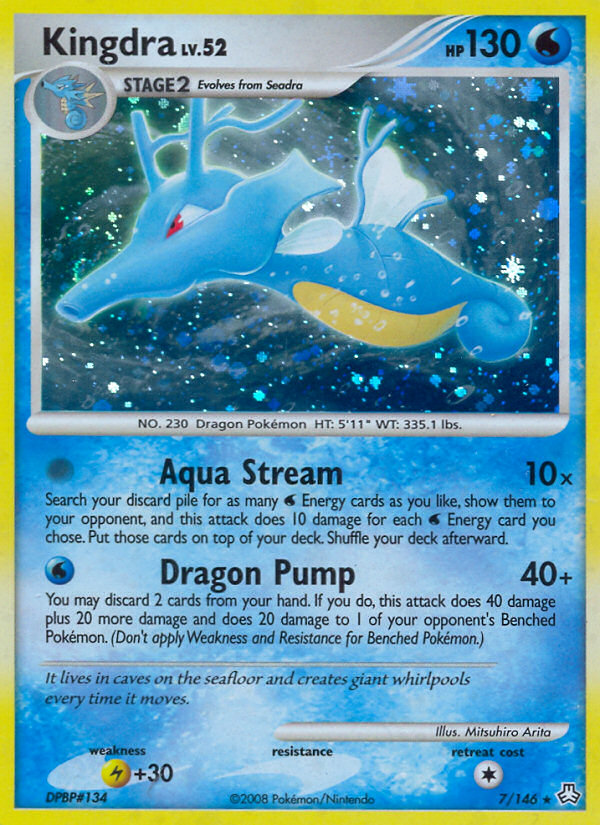 Kingdra LV.52 HP 130
STAGE2 Evolves from Seadra
NO. 230 Dragon Pokémon HT: 5'11" WT: 335.1 lbs.
Aqua Stream 10x
Search your discard pile for as many Energy cards as you like, show them to
your opponent, and this attack does 10 damage for each Energy card you
chose. Put those cards on top of your deck. Shuffle your deck afterward.
Dragon Pump 40+
You may discard 2 cards from your hand. If you do, this attack does 40 damage
plus 20 more damage and does 20 damage to 1 of your opponent's Benched
Pokémon. (Don't apply Weakness and Resistance for Benched Pokémon.)
It lives in caves on the seafloor and creates giant whirlpools
every time it moves.
Illus. Mitsuhiro Arita
weakness resistance retreat cost
+30
DPBP#134 ©2008 Pokémon/Nintendo 7/146 ★